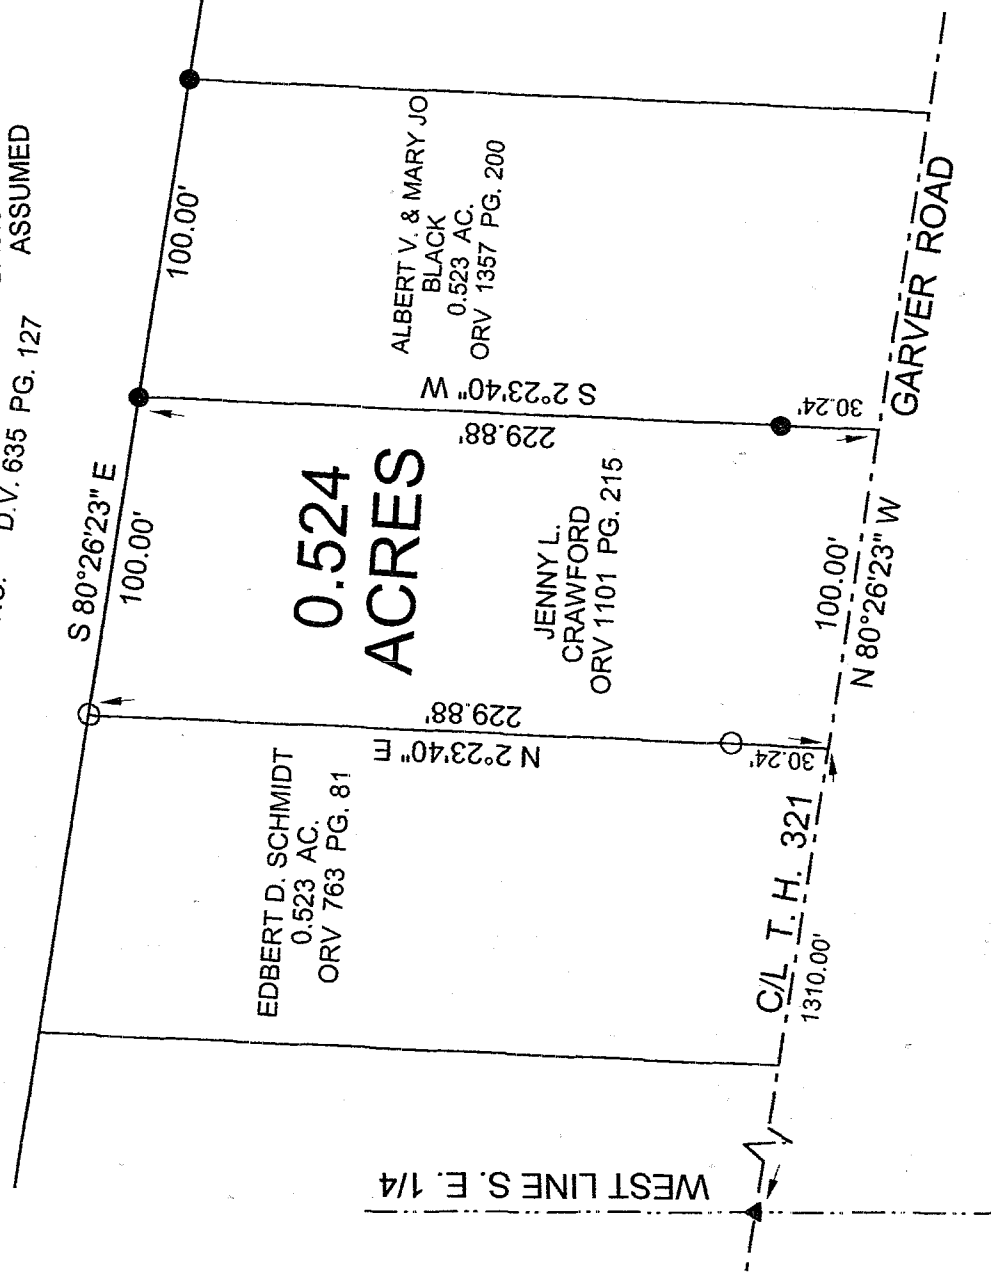 D.V. 635 PG. 127 ASSUMED
S 80°26'23" E
100.00'
100.00'
EDBERT D. SCHMIDT
0.523 AC.
ORV 763 PG. 81
N 2°23'40" E
229.88'
30.24'
0.524
ACRES
JENNY L.
CRAWFORD
ORV 1101 PG. 215
229.88'
S 2°23'40" W
30.24'
ALBERT V. & MARY JO
BLACK
0.523 AC.
ORV 1357 PG. 200
WEST LINE S. E. 1/4
C/L T. H. 321
1310.00'
100.00'
N 80°26'23" W
GARVER ROAD